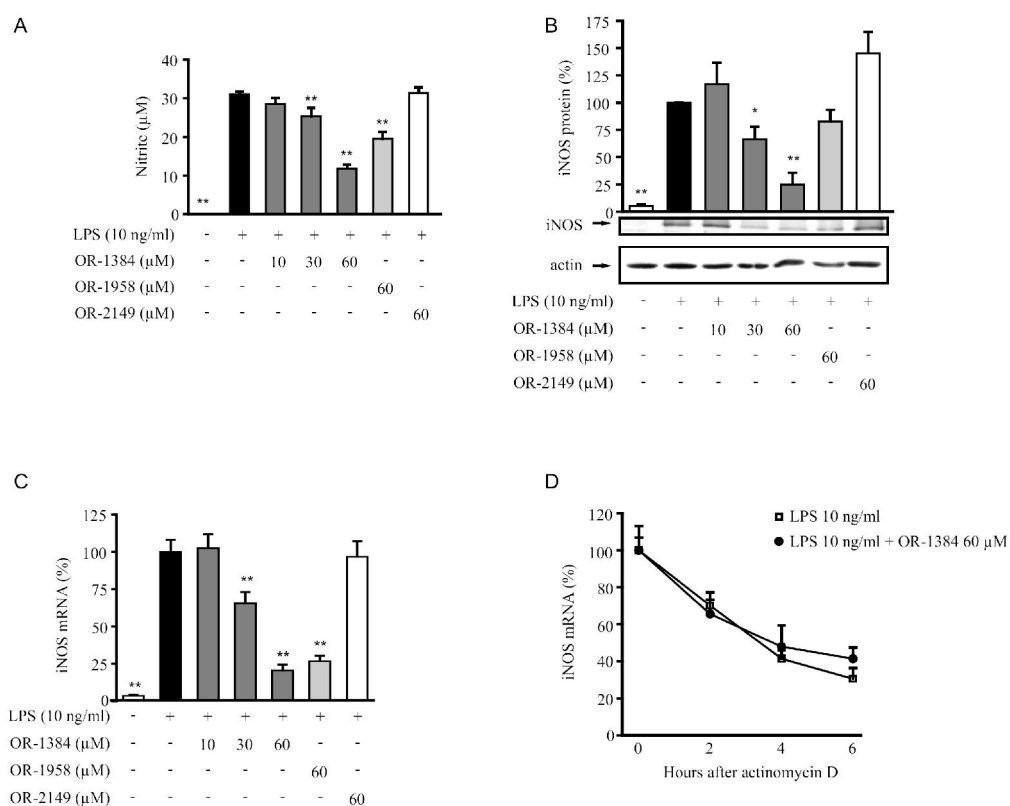 A
Nitrite (µM)
40
30
20
10
0
** ** ** **
LPS (10 ng/ml) - + + + + + +
OR-1384 (µM) - - 10 30 60 - -
OR-1958 (µM) - - - - - 60 -
OR-2149 (µM) - - - - - - 60
B
iNOS protein (%)
175
150
125
100
75
50
25
0
** * **
iNOS
actin
LPS (10 ng/ml) - + + + + + +
OR-1384 (µM) - - 10 30 60 - -
OR-1958 (µM) - - - - - 60 -
OR-2149 (µM) - - - - - - 60
C
iNOS mRNA (%)
125
100
75
50
25
0
** ** ** **
LPS (10 ng/ml) - + + + + + +
OR-1384 (µM) - - 10 30 60 - -
OR-1958 (µM) - - - - - 60 -
OR-2149 (µM) - - - - - - 60
D
iNOS mRNA (%)
120
100
80
60
40
20
0
LPS 10 ng/ml
LPS 10 ng/ml + OR-1384 60 µM
0 2 4 6
Hours after actinomycin D